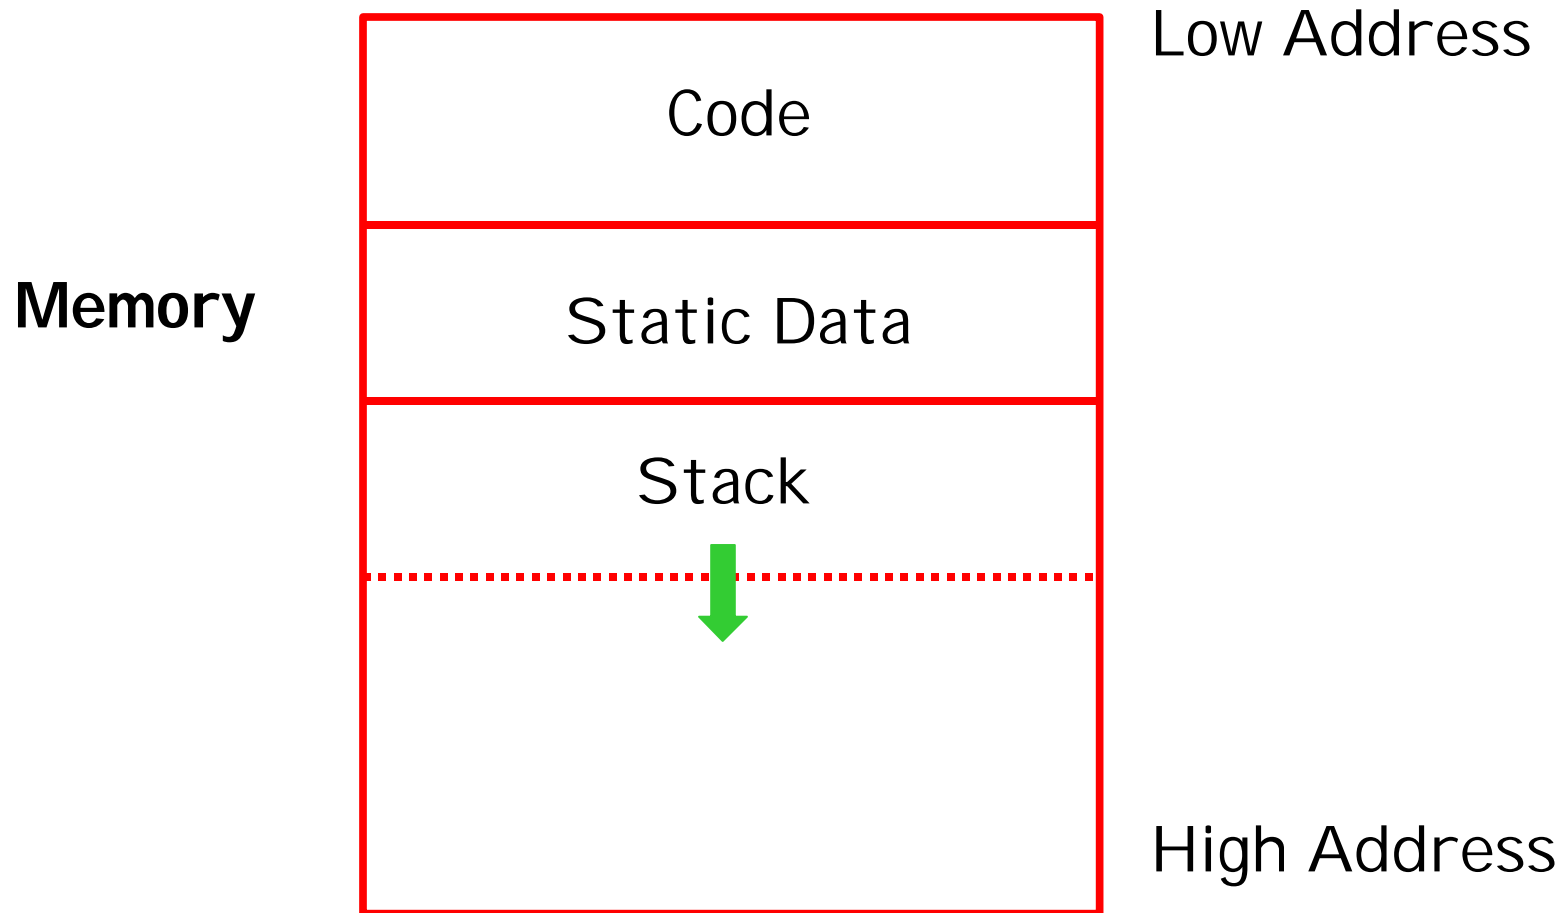 Low Address
Code
Memory
Static Data
Stack
High Address